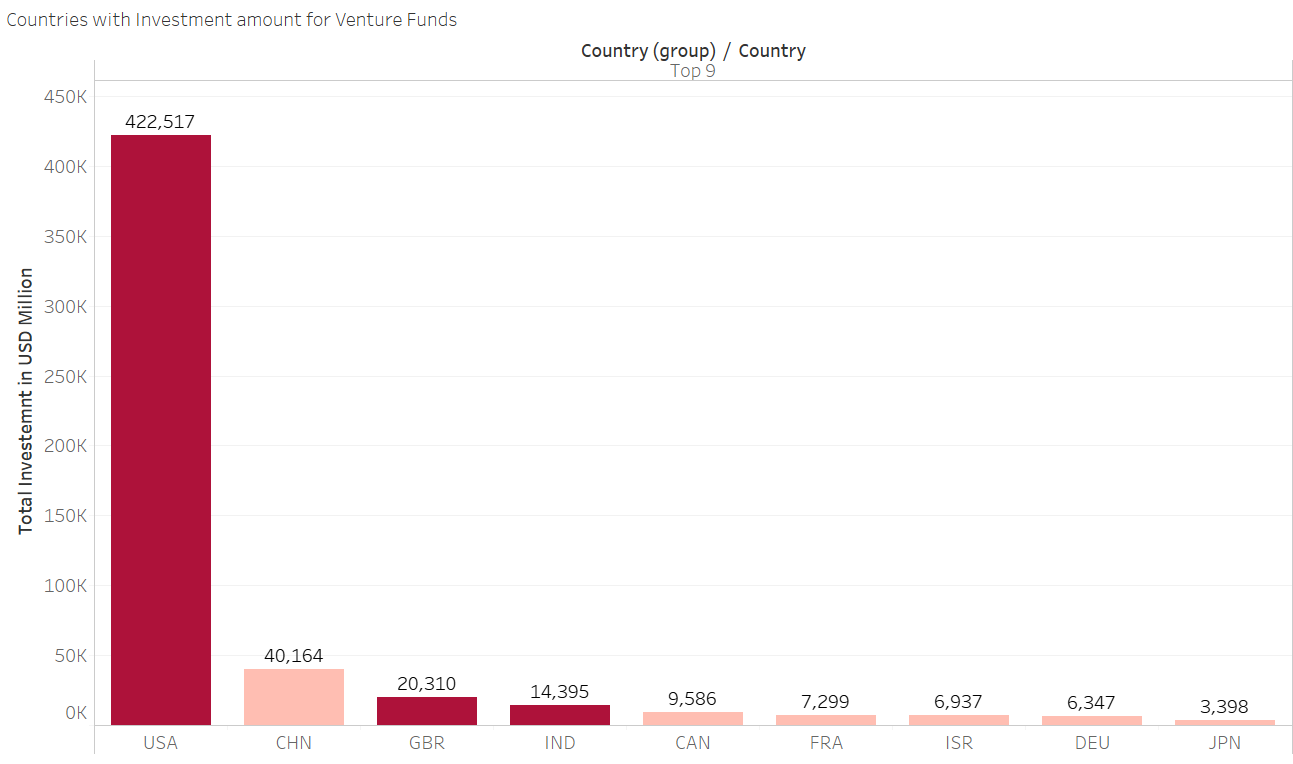 Countries with Investment amount for Venture Funds
Country (group) / Country
Top 9
450K
400K
350K
300K
250K
200K
150K
100K
50K
0K
Total Investemnt in USD Million
422,517
40,164
20,310
14,395
9,586
7,299
6,937
6,347
3,398
USA CHN GBR IND CAN FRA ISR DEU JPN